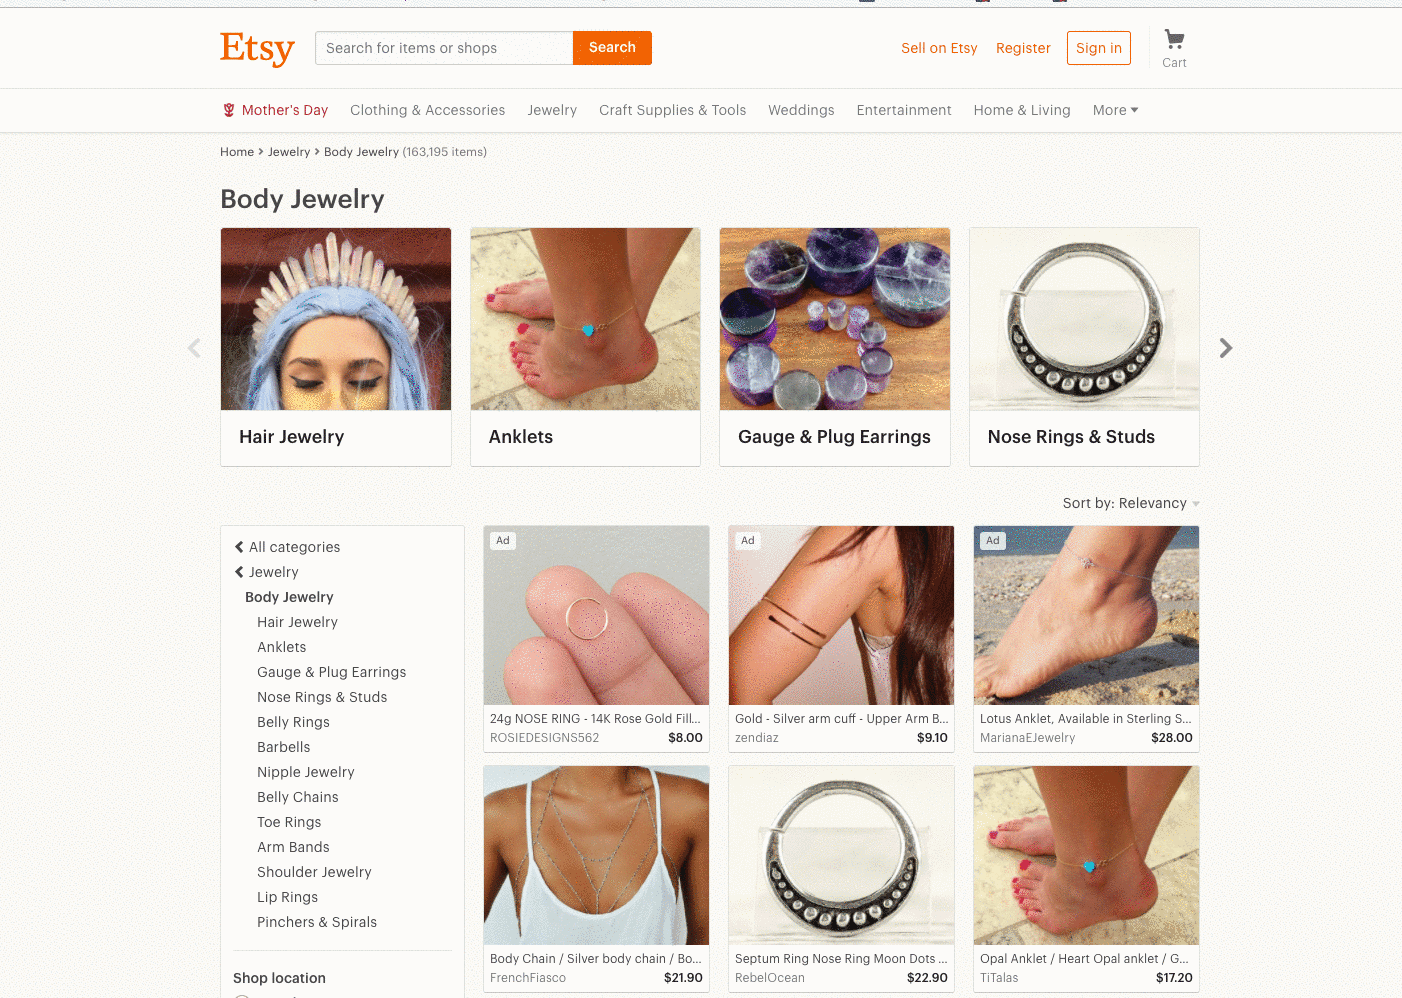 Etsy
Search for items or shops
Search
Sell on Etsy
Register
Sign in
Cart
Mother's Day
Clothing & Accessories
Jewelry
Craft Supplies & Tools
Weddings
Entertainment
Home & Living
More
Home > Jewelry > Body Jewelry (163,195 items)
Body Jewelry
Hair Jewelry
Anklets
Gauge & Plug Earrings
Nose Rings & Studs
Sort by: Relevancy
All categories
Jewelry
Body Jewelry
Hair Jewelry
Anklets
Gauge & Plug Earrings
Nose Rings & Studs
Belly Rings
Barbells
Nipple Jewelry
Belly Chains
Toe Rings
Arm Bands
Shoulder Jewelry
Lip Rings
Pinchers & Spirals
Shop location
Ad
24g NOSE RING - 14K Rose Gold Fill...
ROSIEDESIGNS562 $8.00
Ad
Gold - Silver arm cuff - Upper Arm B...
zendiaz $9.10
Ad
Lotus Anklet, Available in Sterling S...
MarianaEJewelry $28.00
Body Chain / Silver body chain / Bo...
FrenchFiasco $21.90
Septum Ring Nose Ring Moon Dots ...
RebelOcean $22.90
Opal Anklet / Heart Opal anklet / G...
TiTalas $17.20